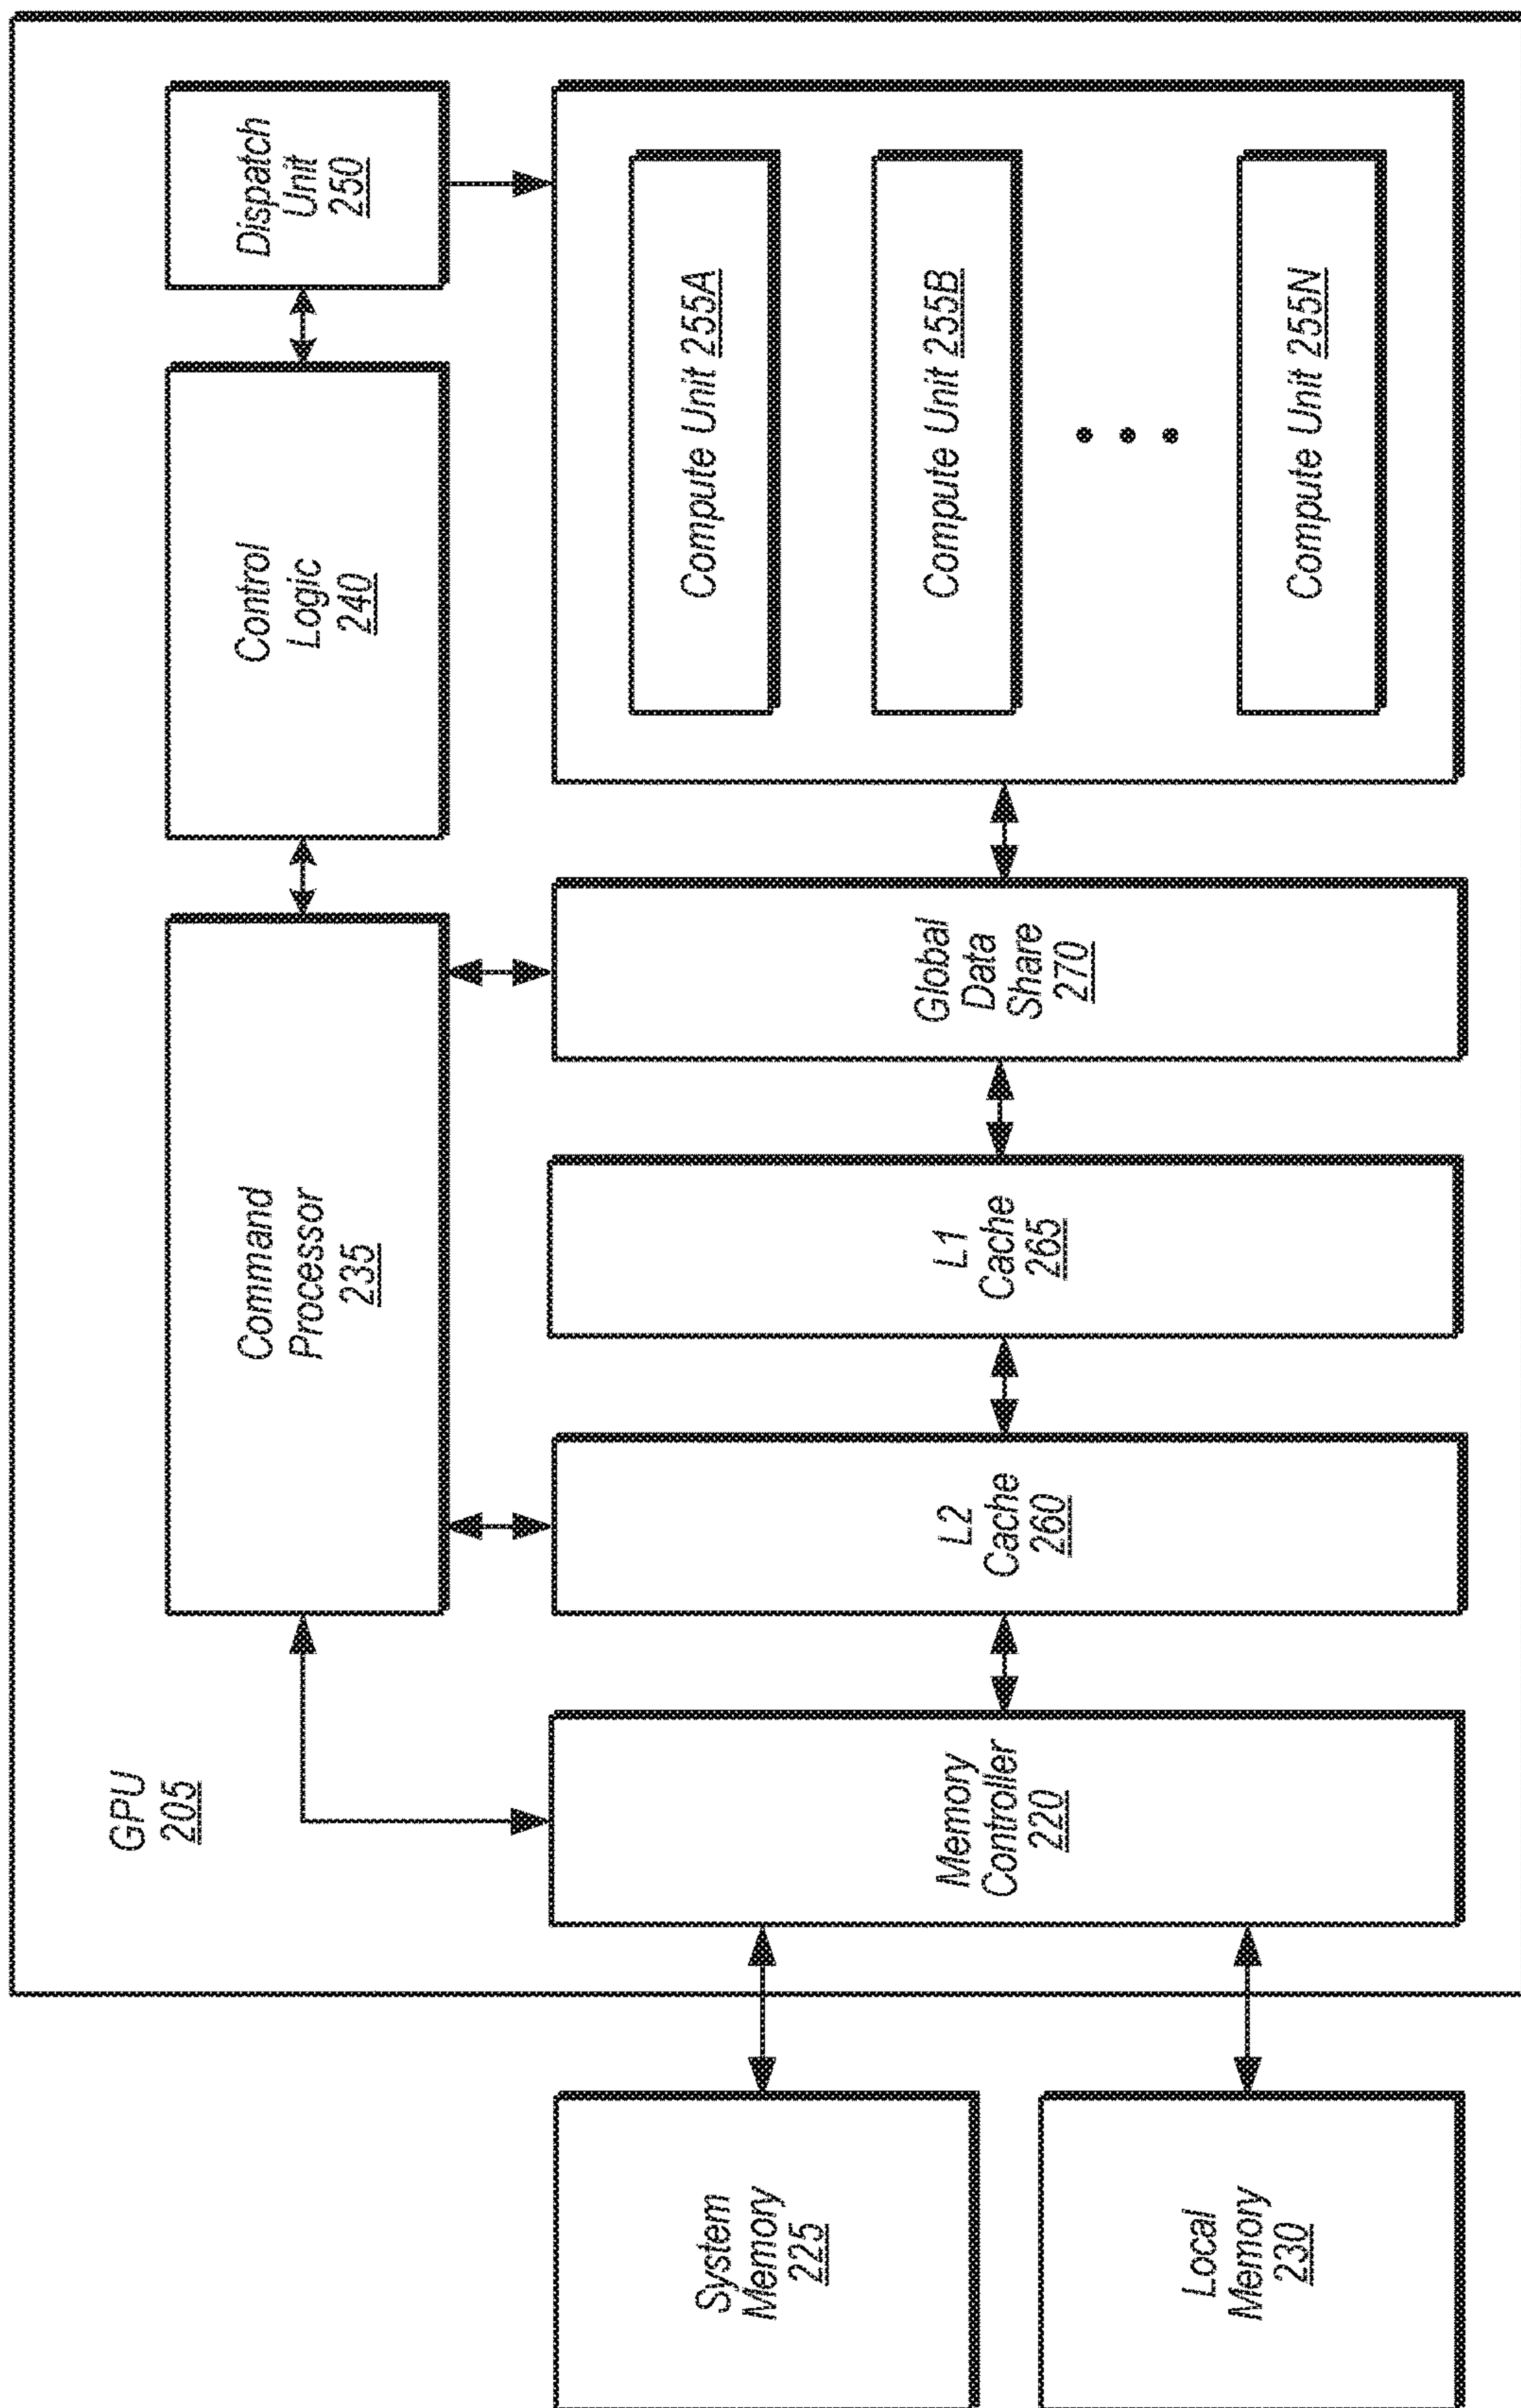 GPU
205
Command
Processor
235
Control
Logic
240
Dispatch
Unit
250
System
Memory
225
Local
Memory
230
Memory
Controller
220
L2
Cache
260
L1
Cache
265
Global
Data
Share
270
Compute Unit 255A
Compute Unit 255B
Compute Unit 255N